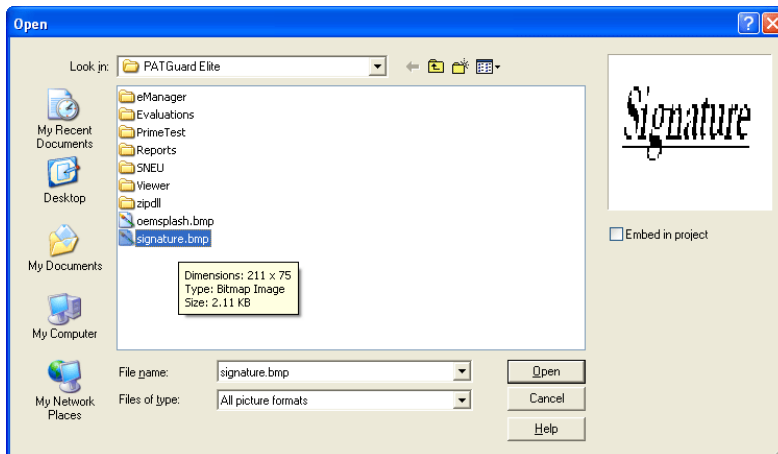 Open
Look in: PATGuard Elite
My Recent
Documents
Desktop
My Documents
My Computer
My Network
Places
eManager
Evaluations
PrimeTest
Reports
SNEU
Viewer
zipdll
oemsplash.bmp
signature.bmp
Dimensions: 211 x 75
Type: Bitmap Image
Size: 2.11 KB
File name: signature.bmp
Files of type: All picture formats
Open
Cancel
Help
Signature
Embed in project